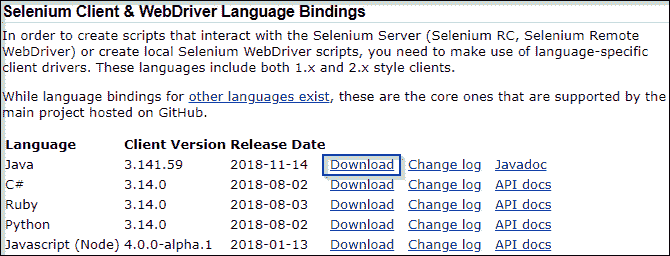 Selenium Client & WebDriver Language Bindings
In order to create scripts that interact with the Selenium Server (Selenium RC, Selenium Remote
WebDriver) or create local Selenium WebDriver scripts, you need to make use of language-specific
client drivers. These languages include both 1.x and 2.x style clients.
While language bindings for other languages exist, these are the core ones that are supported by the
main project hosted on GitHub.
Language Client Version Release Date
Java 3.141.59 2018-11-14 Download Change log Javadoc
C# 3.14.0 2018-08-02 Download Change log API docs
Ruby 3.14.0 2018-08-03 Download Change log API docs
Python 3.14.0 2018-08-02 Download Change log API docs
Javascript (Node) 4.0.0-alpha.1 2018-01-13 Download Change log API docs